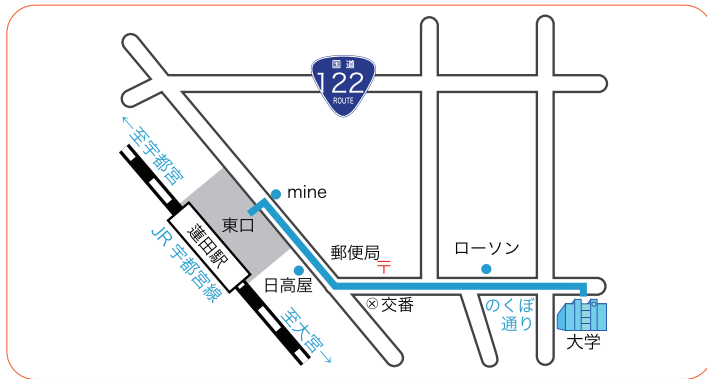 国道
122
ROUTE
←至宇都宮
mine
東口
蓮田駅
JR 宇都宮線
郵便局
〒
ローソン
日高屋
交番
のくぼ
通り
至大宮→
大学